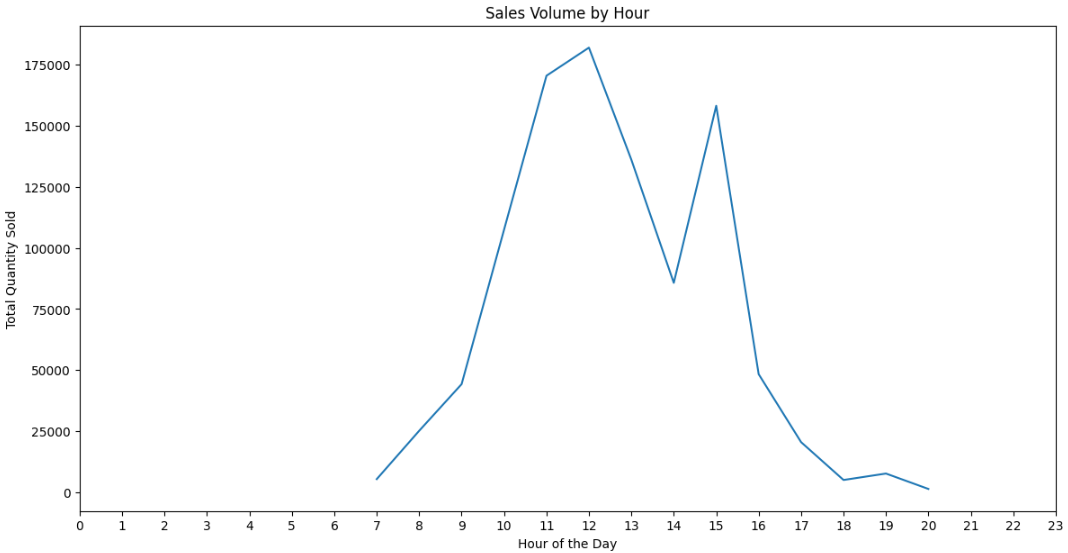 Sales Volume by Hour
Total Quantity Sold
175000
150000
125000
100000
75000
50000
25000
0
0 1 2 3 4 5 6 7 8 9 10 11 12 13 14 15 16 17 18 19 20 21 22 23
Hour of the Day